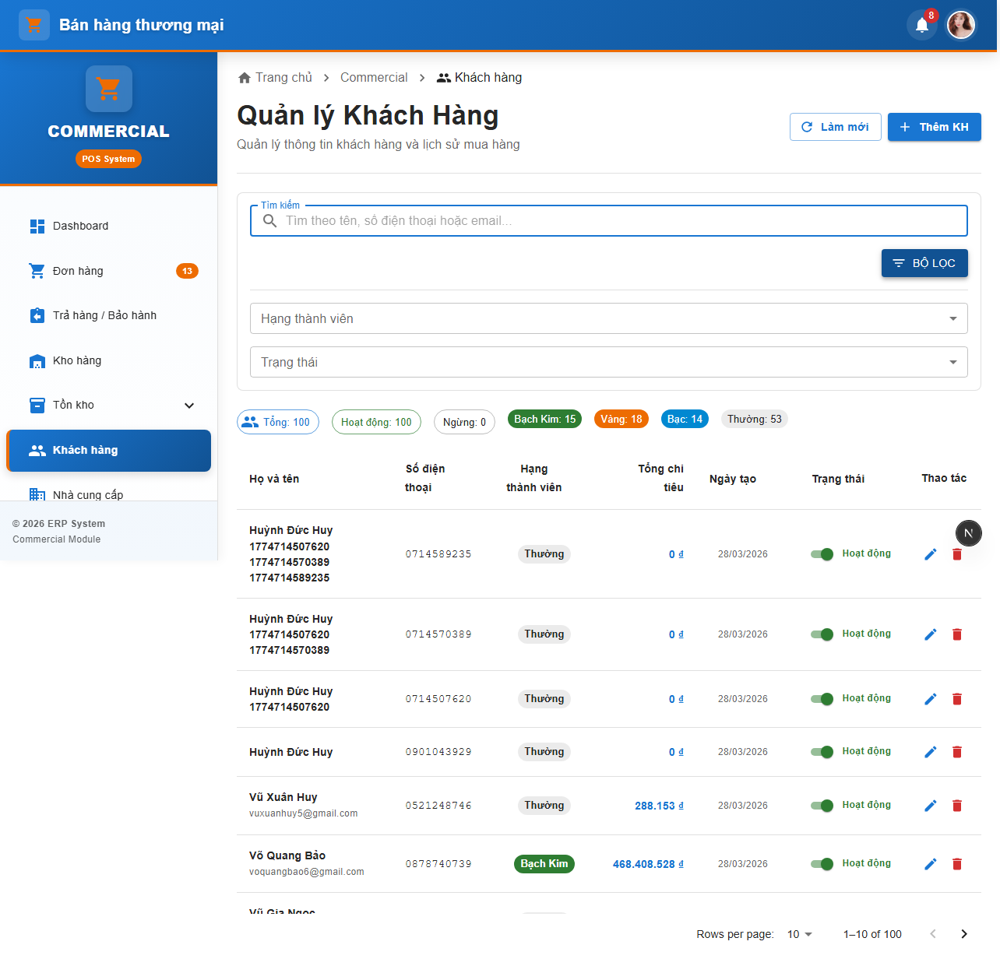 Bán hàng thương mại
8
COMMERCIAL
POS System
Dashboard
Đơn hàng
13
Trả hàng / Bảo hành
Kho hàng
Tồn kho
Khách hàng
Nhà cung cấp
© 2026 ERP System
Commercial Module
Trang chủ
Commercial
Khách hàng
Quản lý Khách Hàng
Quản lý thông tin khách hàng và lịch sử mua hàng
Làm mới
Thêm KH
Tìm kiếm
Tìm theo tên, số điện thoại hoặc email...
BỘ LỌC
Hạng thành viên
Trạng thái
Tổng: 100
Hoạt động: 100
Ngừng: 0
Bạch Kim: 15
Vàng: 18
Bạc: 14
Thường: 53
Họ và tên
Số điện thoại
Hạng thành viên
Tổng chi tiêu
Ngày tạo
Trạng thái
Thao tác
N
Huỳnh Đức Huy
1774714507620
1774714570389
1774714589235
0714589235
Thường
0 ₫
28/03/2026
Hoạt động
Huỳnh Đức Huy
1774714507620
1774714570389
0714570389
Thường
0 ₫
28/03/2026
Hoạt động
Huỳnh Đức Huy
1774714507620
0714507620
Thường
0 ₫
28/03/2026
Hoạt động
Huỳnh Đức Huy
0901043929
Thường
0 ₫
28/03/2026
Hoạt động
Vũ Xuân Huy
vuxuanhuy5@gmail.com
0521248746
Thường
288.153 ₫
28/03/2026
Hoạt động
Võ Quang Bảo
voquangbao6@gmail.com
0878740739
Bạch Kim
468.408.528 ₫
28/03/2026
Hoạt động
Vũ Gia Ngọc
Rows per page:
10
1–10 of 100